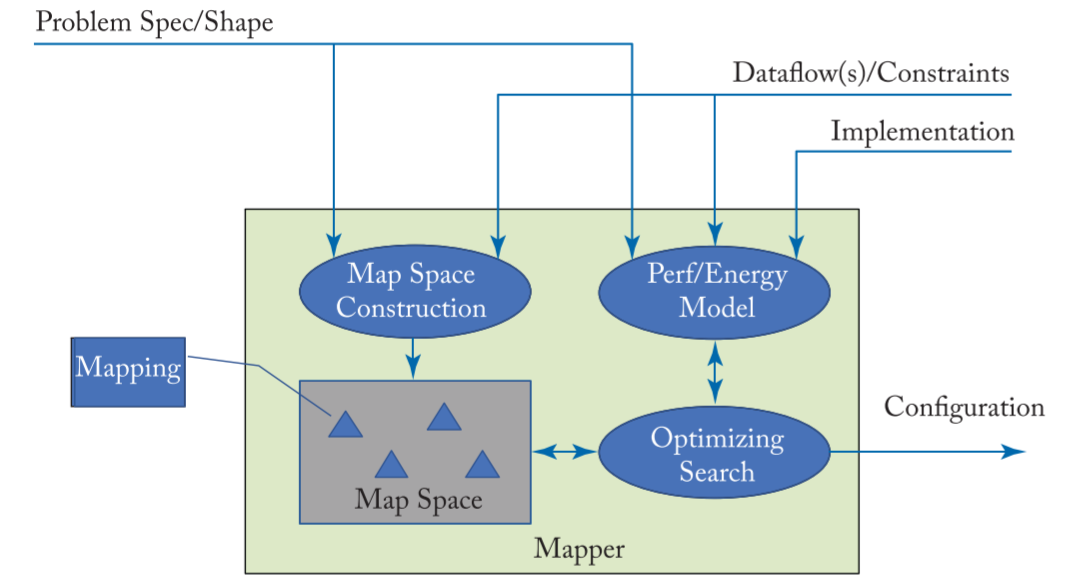 Problem Spec/Shape
Dataflow(s)/Constraints
Implementation
Map Space
Construction
Perf/Energy
Model
Mapping
Configuration
Optimizing
Search
Map Space
Mapper